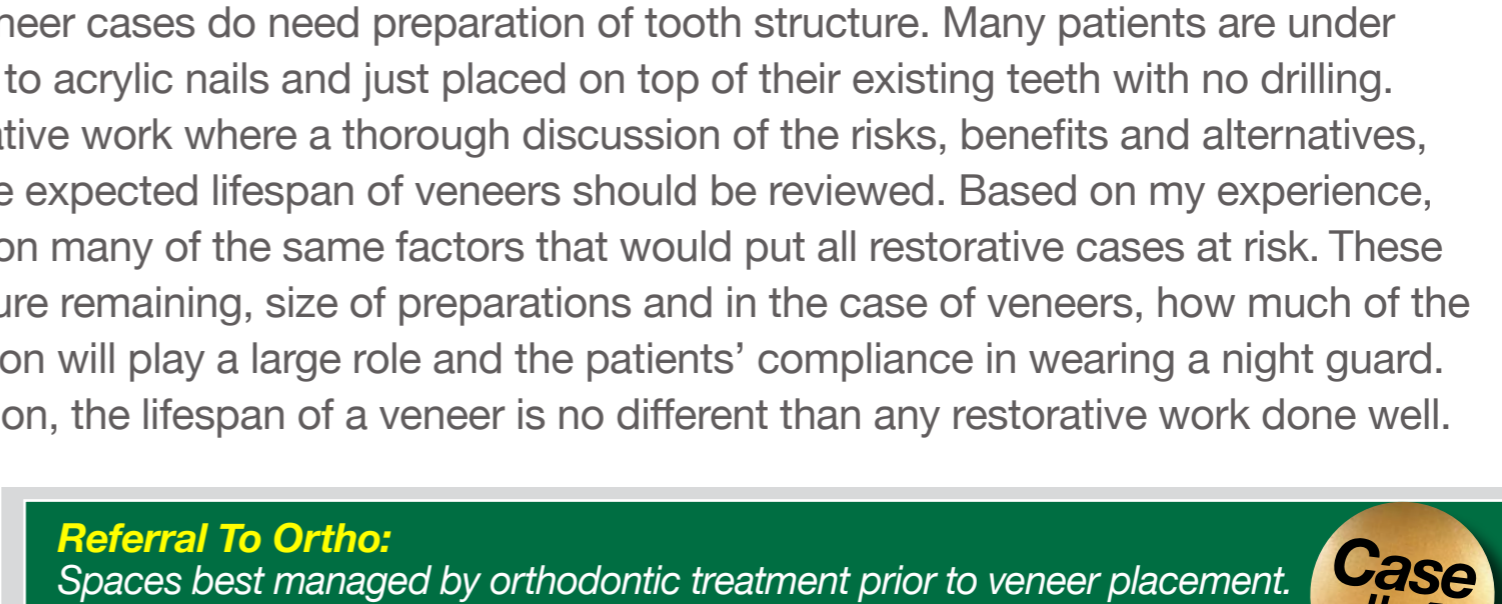 neer cases do need preparation of tooth structure. Many patients are under
to acrylic nails and just placed on top of their existing teeth with no drilling.
ative work where a thorough discussion of the risks, benefits and alternatives,
e expected lifespan of veneers should be reviewed. Based on my experience,
on many of the same factors that would put all restorative cases at risk. These
ure remaining, size of preparations and in the case of veneers, how much of the
on will play a large role and the patients’ compliance in wearing a night guard.
on, the lifespan of a veneer is no different than any restorative work done well.
Referral To Ortho:
Spaces best managed by orthodontic treatment prior to veneer placement.
Case